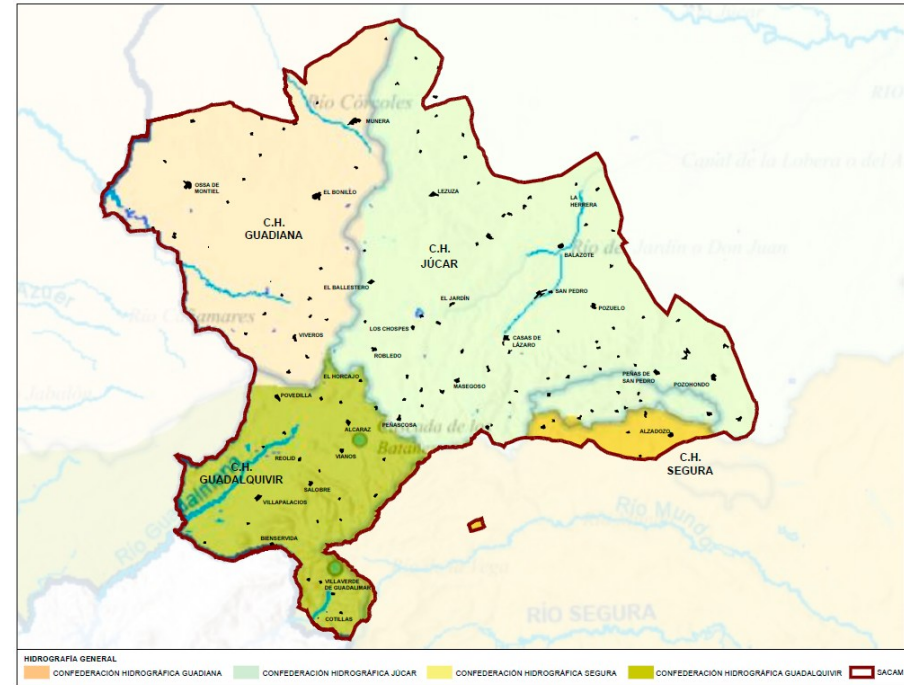 Río Córcoles
MUNERA
OSSA DE
MONTIEL
EL BONILLO
LEZUZA
LA
HERRERA
C.H.
GUADIANA
C.H.
JÚCAR
BALAZOTE
EL BALLESTERO
EL JARDÍN
SAN PEDRO
POZUELO
LOS CHOSPES
VIVEROS
CASAS DE
LÁZARO
ROBLEDO
EL HORCAJO
MASEGOSO
PEÑAS DE
SAN PEDRO
POZOHONDO
POVEDILLA
PEÑASCOSA
ALCARAZ
ALZADOZO
REOLID
VIANOS
C.H.
GUADALQUIVIR
C.H.
SEGURA
SALOBRE
VILLAPALACIOS
Río Mundo
BIENSERVIDA
VILLAVERDE
DE GUADALIMAR
COTILLAS
RÍO SEGURA
HIDROGRAFÍA GENERAL
CONFEDERACIÓN HIDROGRÁFICA GUADIANA CONFEDERACIÓN HIDROGRÁFICA JÚCAR CONFEDERACIÓN HIDROGRÁFICA SEGURA CONFEDERACIÓN HIDROGRÁFICA GUADALQUIVIR SACAM